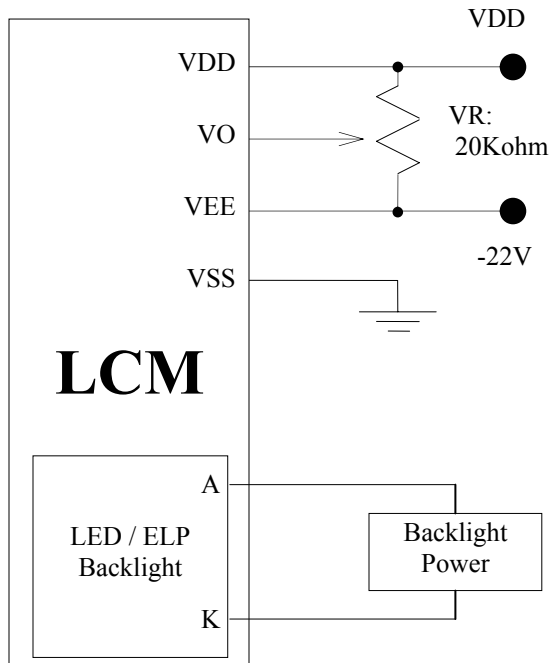 VDD
VDD
VO
VR:
20Kohm
VEE
-22V
VSS
LCM
A
LED / ELP
Backlight
Backlight
Power
K